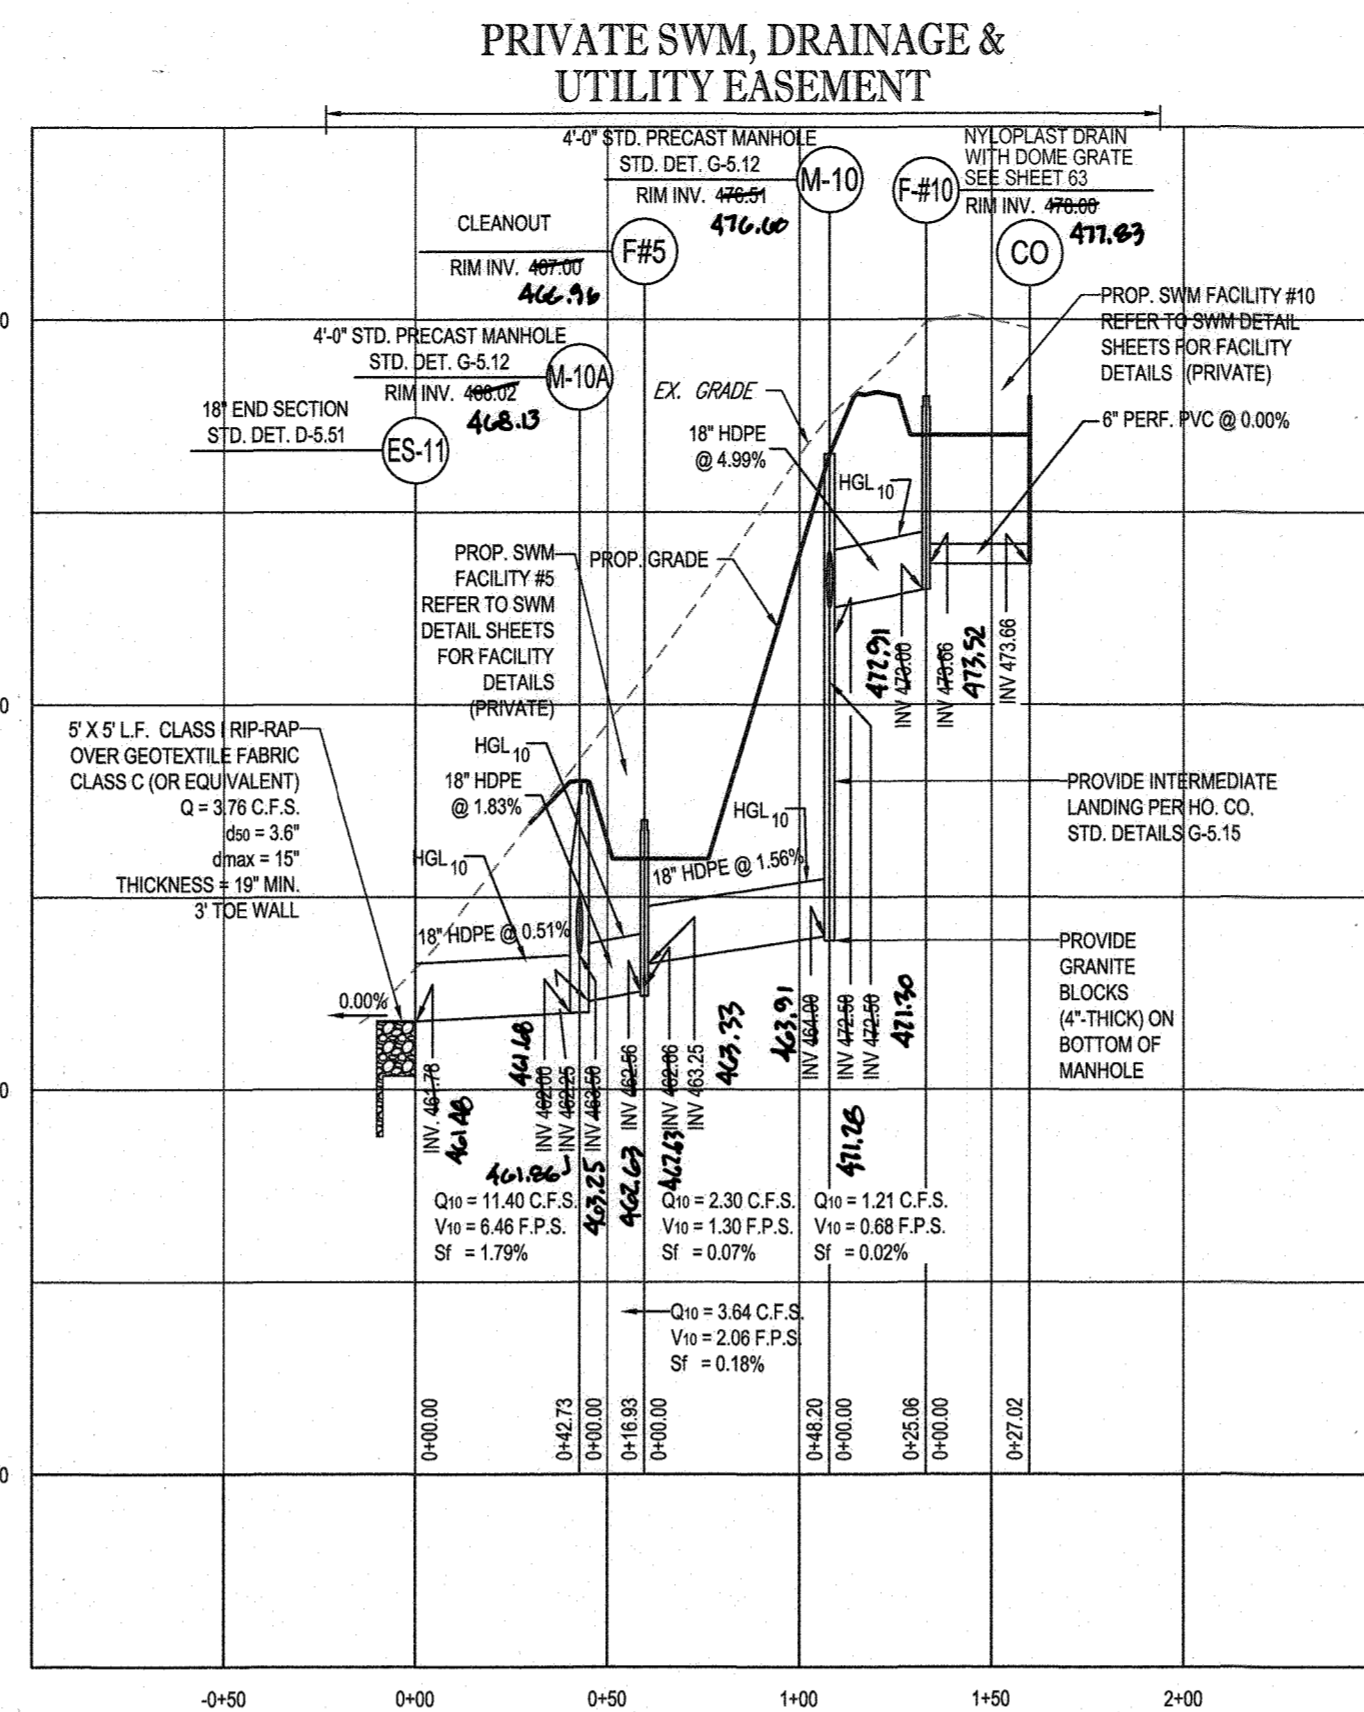 PRIVATE SWM, DRAINAGE &
UTILITY EASEMENT
4'-0" STD. PRECAST MANHOLE
STD. DET. G-5.12
RIM INV. 476.51
476.60
M-10
F-#10
NYLOPLAST DRAIN
WITH DOME GRATE
SEE SHEET 63
RIM INV. 478.00
477.83
CLEANOUT
RIM INV. 467.00
466.96
F#5
CO
4'-0" STD. PRECAST MANHOLE
STD. DET. G-5.12
RIM INV. 468.02
468.13
M-10A
18" END SECTION
STD. DET. D-5.51
ES-11
PROP. SWM FACILITY #10
REFER TO SWM DETAIL
SHEETS FOR FACILITY
DETAILS (PRIVATE)
EX. GRADE
18" HDPE
@ 4.99%
6" PERF. PVC @ 0.00%
HGL10
PROP. SWM
FACILITY #5
REFER TO SWM
DETAIL SHEETS
FOR FACILITY
DETAILS
(PRIVATE)
PROP. GRADE
472.91
INV 473.00
INV 473.66
473.52
INV 473.66
5' X 5' L.F. CLASS I RIP-RAP
OVER GEOTEXTILE FABRIC
CLASS C (OR EQUIVALENT)
Q = 3.76 C.F.S.
d50 = 3.6"
dmax = 15"
THICKNESS = 19" MIN.
3' TOE WALL
HGL10
18" HDPE
@ 1.83%
HGL10
HGL10
18" HDPE @ 1.56%
18" HDPE @ 0.51%
PROVIDE INTERMEDIATE
LANDING PER HO. CO.
STD. DETAILS G-5.15
PROVIDE
GRANITE
BLOCKS
(4"-THICK) ON
BOTTOM OF
MANHOLE
0.00%
INV. 461.78
461.48
461.68
INV 462.00
INV 462.25
461.86
INV 463.50
463.25
INV 462.56
462.63
INV 462.66
462.63
INV 463.25
463.33
463.91
INV 464.00
INV 472.50
471.28
INV 472.50
471.30
Q10 = 11.40 C.F.S.
V10 = 6.46 F.P.S.
Sf = 1.79%
Q10 = 2.30 C.F.S.
V10 = 1.30 F.P.S.
Sf = 0.07%
Q10 = 1.21 C.F.S.
V10 = 0.68 F.P.S.
Sf = 0.02%
Q10 = 3.64 C.F.S.
V10 = 2.06 F.P.S.
Sf = 0.18%
0+00.00
0+42.73
0+00.00
0+16.93
0+00.00
0+48.20
0+00.00
0+25.06
0+00.00
0+27.02
0
0
0
-0+50
0+00
0+50
1+00
1+50
2+00